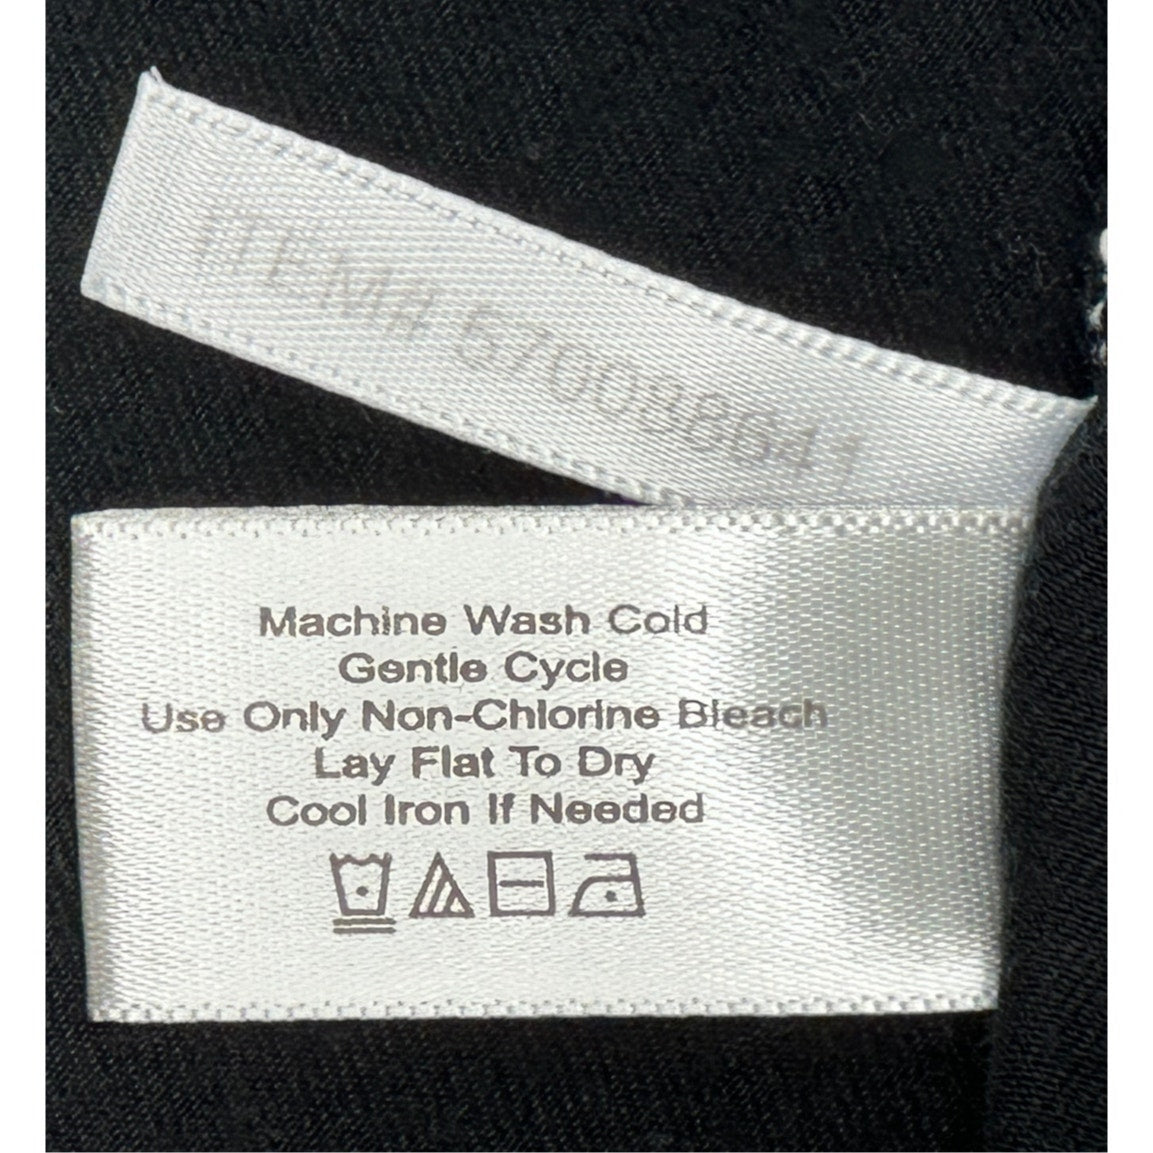 ITEM# 570098641
Machine Wash Cold
Gentle Cycle
Use Only Non-Chlorine Bleach
Lay Flat To Dry
Cool Iron If Needed